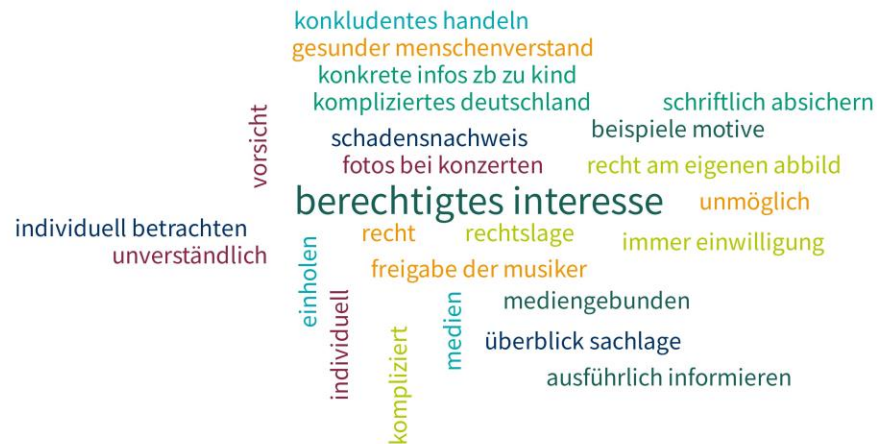 konkludentes handeln
gesunder menschenverstand
konkrete infos zb zu kind
kompliziertes deutschland
schriftlich absichern
vorsicht
schadensnachweis
beispiele motive
fotos bei konzerten
recht am eigenen abbild
berechtigtes interesse
unmöglich
individuell betrachten
recht
rechtslage
immer einwilligung
unverständlich
einholen
freigabe der musiker
individuell
medien
mediengebunden
kompliziert
überblick sachlage
ausführlich informieren